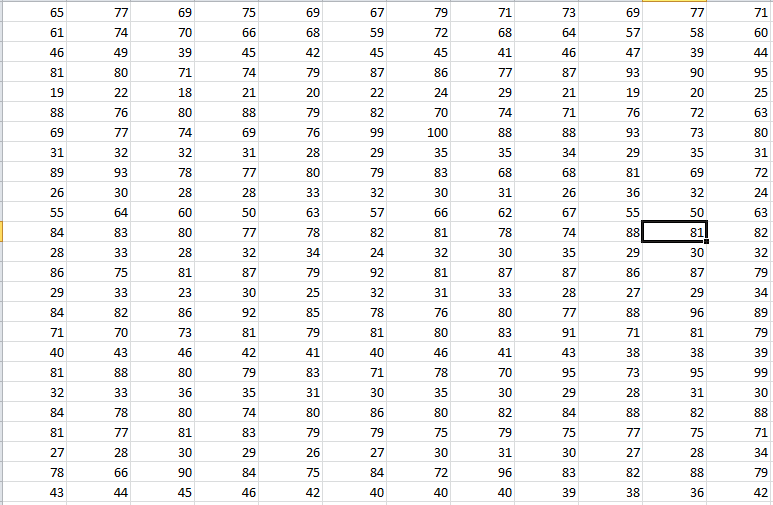 65 77 69 75 69 67 79 71 73 69 77 71
61 74 70 66 68 59 72 68 64 57 58 60
46 49 39 45 42 45 45 41 46 47 39 44
81 80 71 74 79 87 86 77 87 93 90 95
19 22 18 21 20 22 24 29 21 19 20 25
88 76 80 88 79 82 70 74 71 76 72 63
69 77 74 69 76 99 100 88 88 93 73 80
31 32 32 31 28 29 35 35 34 29 35 31
89 93 78 77 80 79 83 68 68 81 69 72
26 30 28 28 33 32 30 31 26 36 32 24
55 64 60 50 63 57 66 62 67 55 50 63
84 83 80 77 78 82 81 78 74 88 81 82
28 33 28 32 34 24 32 30 35 29 30 32
86 75 81 87 79 92 81 87 87 86 87 79
29 33 23 30 25 32 31 33 28 27 29 34
84 82 86 92 85 78 76 80 77 88 96 89
71 70 73 81 79 81 80 83 91 71 81 79
40 43 46 42 41 40 46 41 43 38 38 39
81 88 80 79 83 71 78 70 95 73 95 99
32 33 36 35 31 30 35 30 29 28 31 30
84 78 80 74 80 86 80 82 84 88 82 88
81 77 81 83 79 79 75 79 75 77 75 71
27 28 30 29 26 27 30 31 30 27 28 34
78 66 90 84 75 84 72 96 83 82 88 79
43 44 45 46 42 40 40 40 39 38 36 42